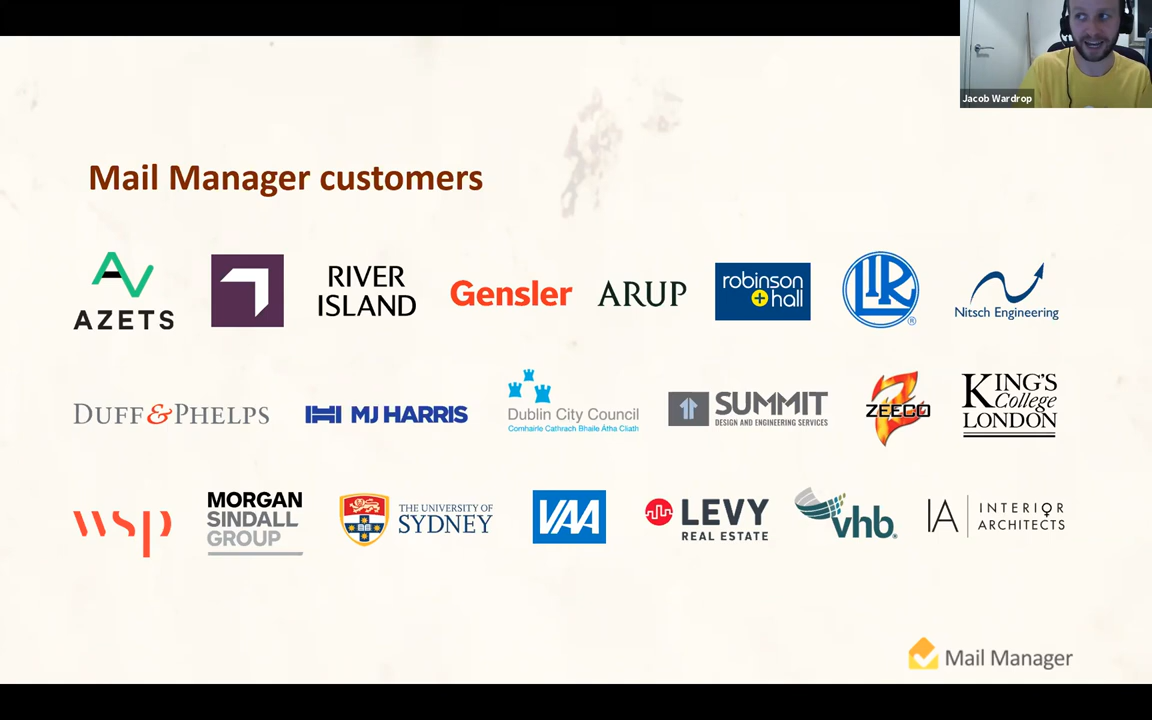 Jacob Wardrop
Mail Manager customers
AZETS
RIVER
ISLAND
Gensler
ARUP
robinson
+hall
LJR
®
Nitsch Engineering
DUFF&PHELPS
MJ HARRIS
Dublin City Council
Comhairle Cathrach Bhaile Átha Cliath
SUMMIT
DESIGN AND ENGINEERING SERVICES
ZEECO
KING'S
College
LONDON
wsp
MORGAN
SINDALL
GROUP
THE UNIVERSITY OF
SYDNEY
VAA
LEVY
REAL ESTATE
vhb®
IA
INTERIOR
ARCHITECTS
Mail Manager